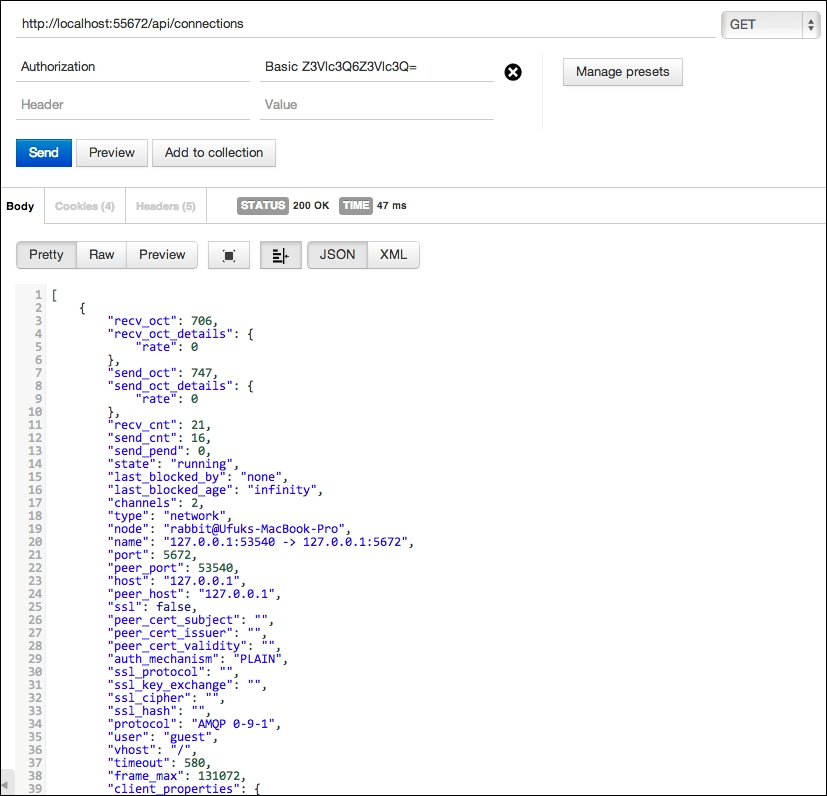 http://localhost:55672/api/connections GET
Authorization Basic Z3Vlc3Q6Z3Vlc3Q=
Manage presets
Header Value
Send Preview Add to collection
Body Cookies (4) Headers (5) STATUS 200 OK TIME 47 ms
Pretty Raw Preview JSON XML
1 [
2 {
3 "recv_oct": 706,
4 "recv_oct_details": {
5 "rate": 0
6 },
7 "send_oct": 747,
8 "send_oct_details": {
9 "rate": 0
10 },
11 "recv_cnt": 21,
12 "send_cnt": 16,
13 "send_pend": 0,
14 "state": "running",
15 "last_blocked_by": "none",
16 "last_blocked_age": "infinity",
17 "channels": 2,
18 "type": "network",
19 "node": "rabbit@Ufuks-MacBook-Pro",
20 "name": "127.0.0.1:53540 -> 127.0.0.1:5672",
21 "port": 5672,
22 "peer_port": 53540,
23 "host": "127.0.0.1",
24 "peer_host": "127.0.0.1",
25 "ssl": false,
26 "peer_cert_subject": "",
27 "peer_cert_issuer": "",
28 "peer_cert_validity": "",
29 "auth_mechanism": "PLAIN",
30 "ssl_protocol": "",
31 "ssl_key_exchange": "",
32 "ssl_cipher": "",
33 "ssl_hash": "",
34 "protocol": "AMQP 0-9-1",
35 "user": "guest",
36 "vhost": "/",
37 "timeout": 580,
38 "frame_max": 131072,
39 "client_properties": {